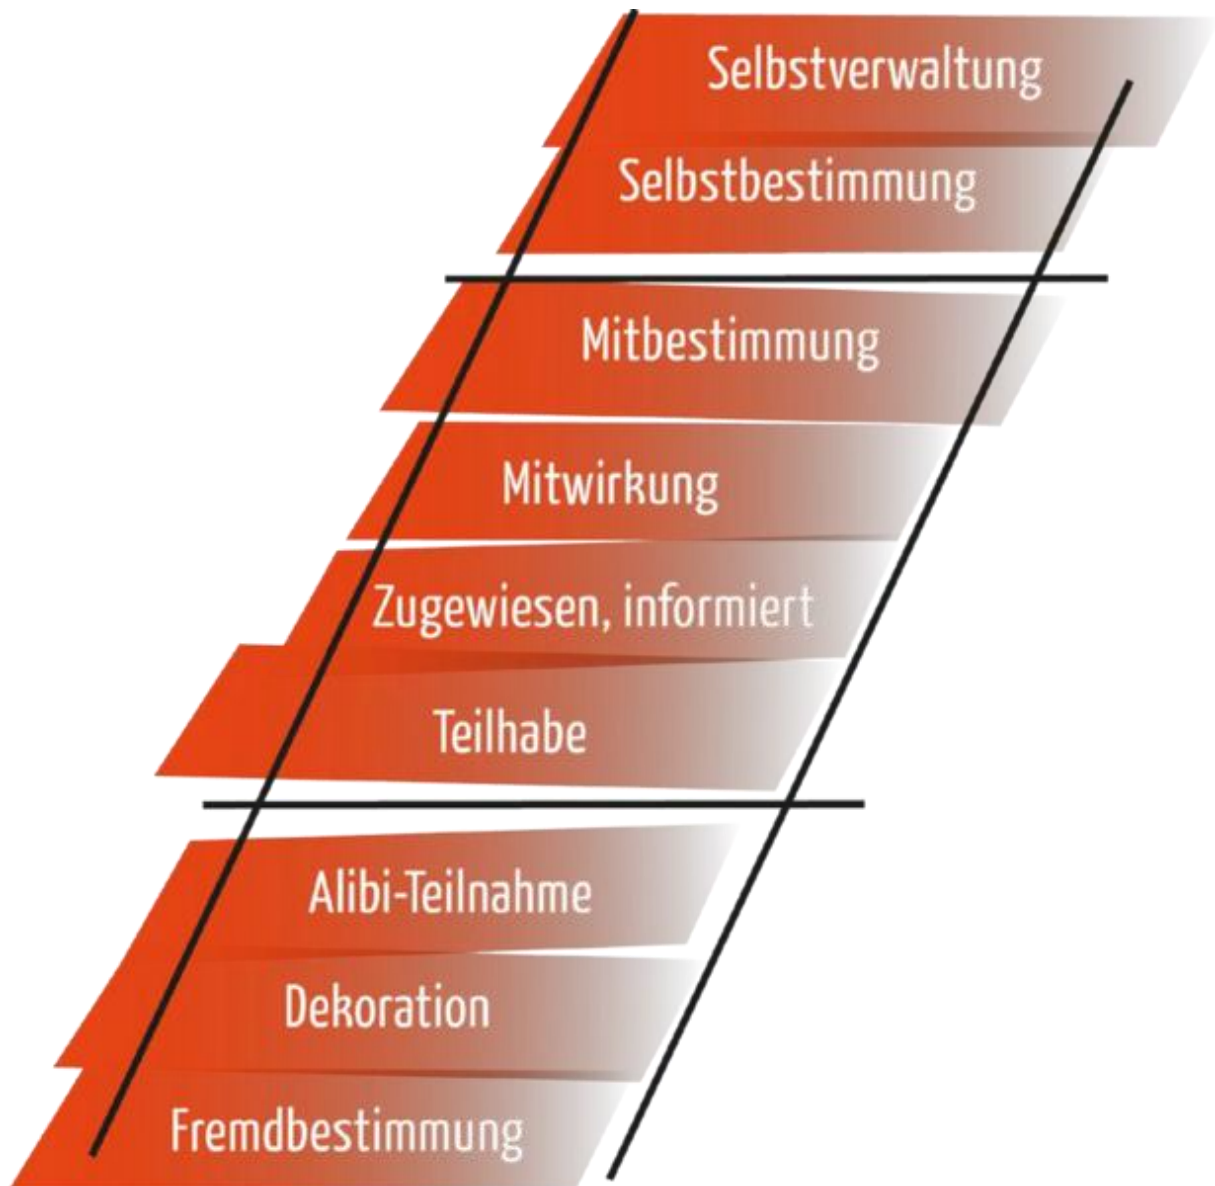 Selbstverwaltung
Selbstbestimmung
Mitbestimmung
Mitwirkung
Zugewiesen, informiert
Teilhabe
Alibi-Teilnahme
Dekoration
Fremdbestimmung